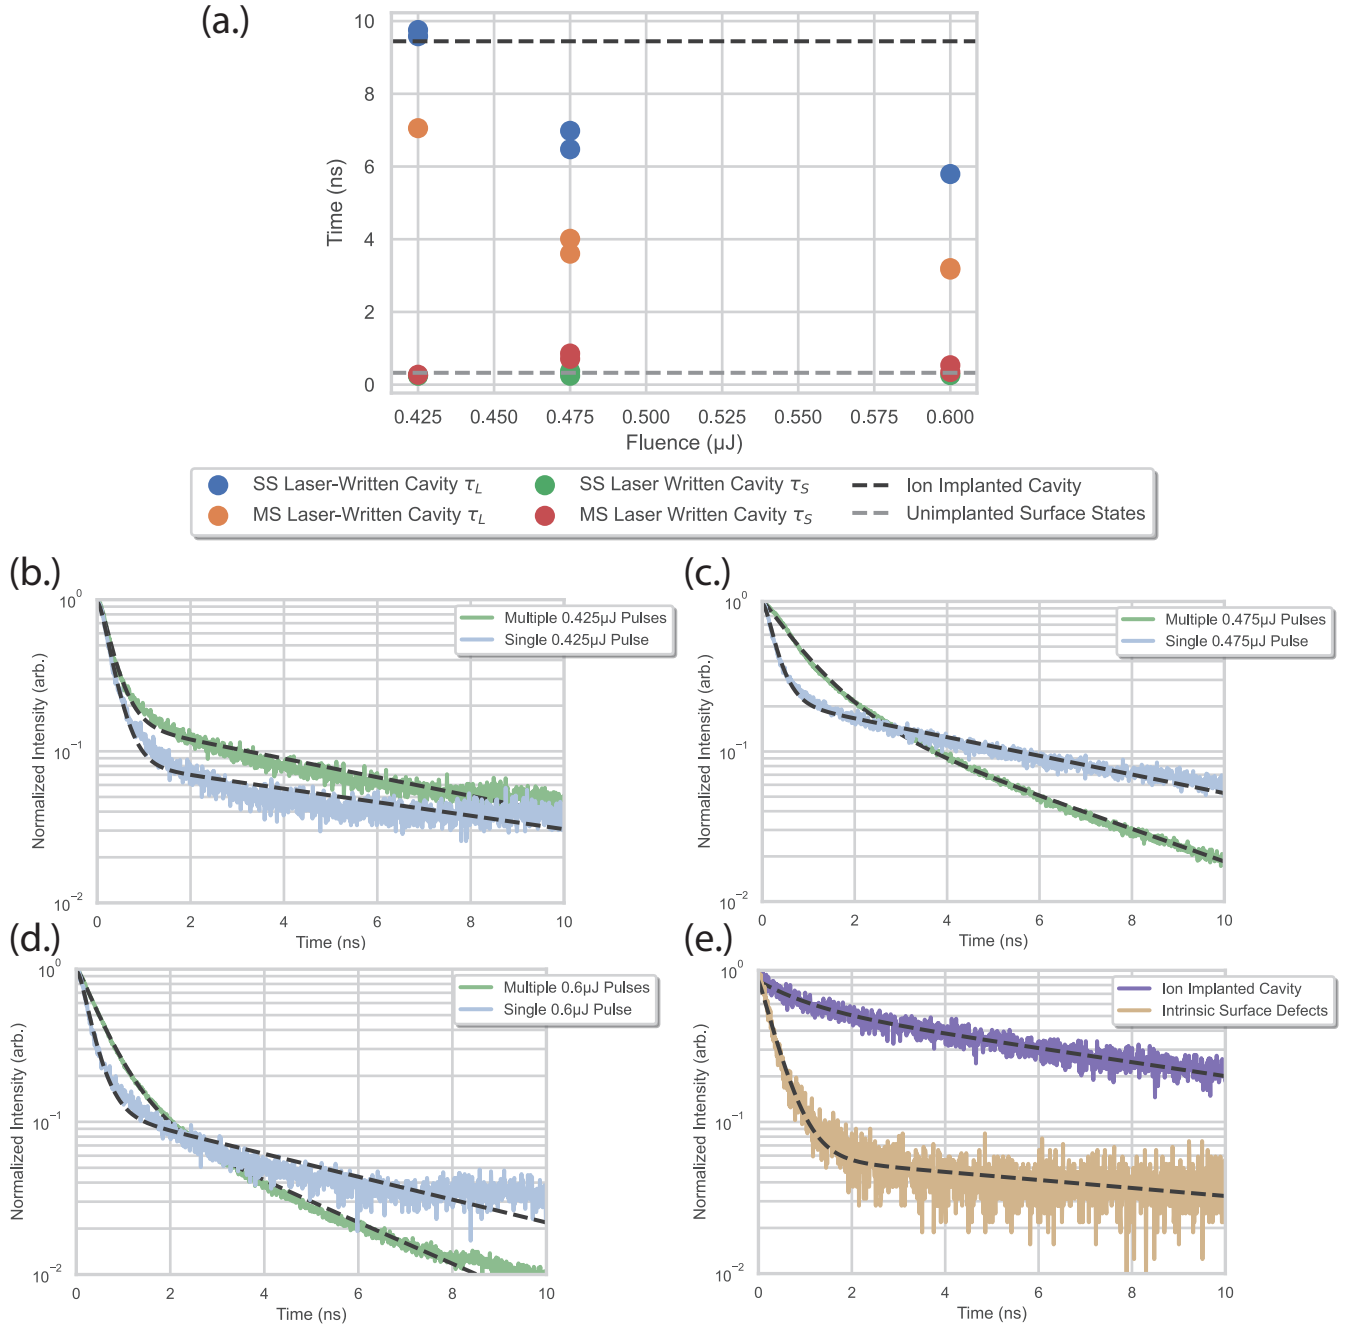 (a.)
10
8
6
4
2
0
Time (ns)
0.425
0.450
0.475
0.500
0.525
0.550
0.575
0.600
Fluence (µJ)
SS Laser-Written Cavity τL
SS Laser Written Cavity τS
Ion Implanted Cavity
MS Laser-Written Cavity τL
MS Laser Written Cavity τS
Unimplanted Surface States
(b.)
10^0
10^-1
10^-2
Normalized Intensity (arb.)
Multiple 0.425µJ Pulses
Single 0.425µJ Pulse
0
2
4
6
8
10
Time (ns)
(c.)
10^0
10^-1
10^-2
Normalized Intensity (arb.)
Multiple 0.475µJ Pulses
Single 0.475µJ Pulse
0
2
4
6
8
10
Time (ns)
(d.)
10^0
10^-1
10^-2
Normalized Intensity (arb.)
Multiple 0.6µJ Pulses
Single 0.6µJ Pulse
0
2
4
6
8
10
Time (ns)
(e.)
10^0
10^-1
10^-2
Normalized Intensity (arb.)
Ion Implanted Cavity
Intrinsic Surface Defects
0
2
4
6
8
10
Time (ns)